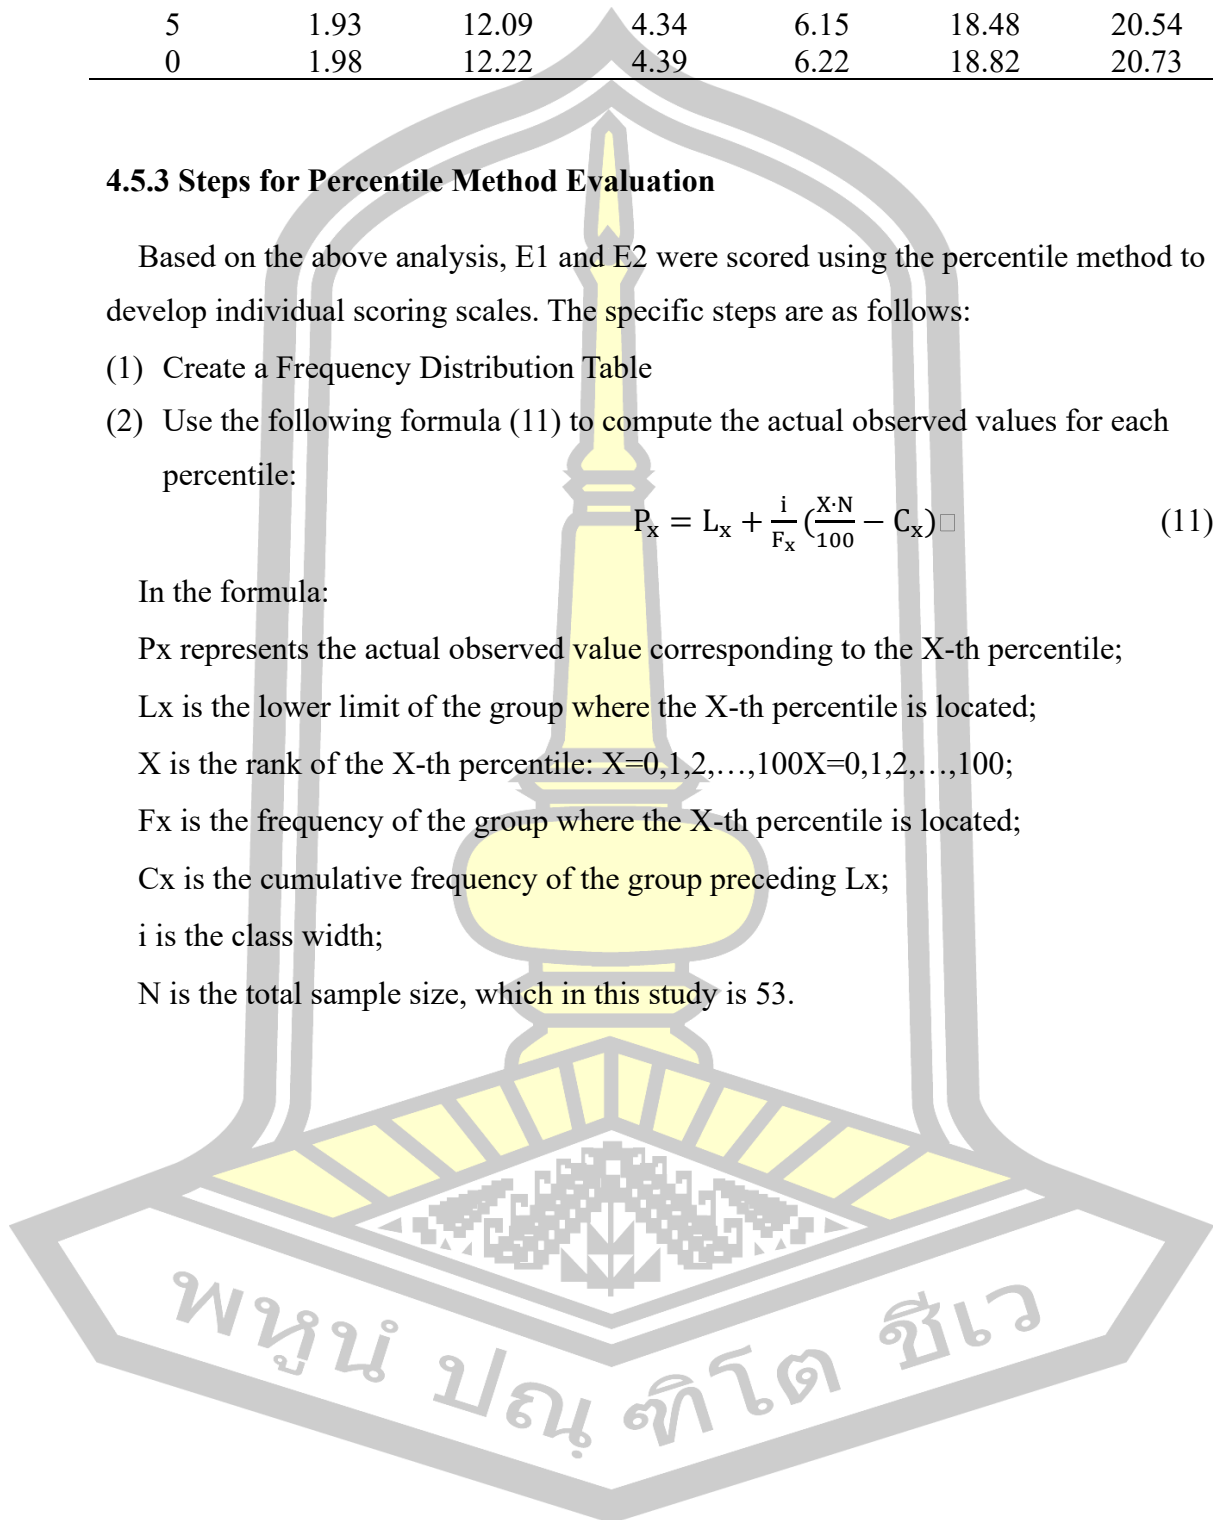 5 1.93 12.09 4.34 6.15 18.48 20.54
0 1.98 12.22 4.39 6.22 18.82 20.73
4.5.3 Steps for Percentile Method Evaluation
Based on the above analysis, E1 and E2 were scored using the percentile method to
develop individual scoring scales. The specific steps are as follows:
(1) Create a Frequency Distribution Table
(2) Use the following formula (11) to compute the actual observed values for each
percentile:
Pₓ = Lₓ + i/Fₓ (X·N/100 − Cₓ)□ (11)
In the formula:
Px represents the actual observed value corresponding to the X-th percentile;
Lx is the lower limit of the group where the X-th percentile is located;
X is the rank of the X-th percentile: X=0,1,2,…,100X=0,1,2,…,100;
Fx is the frequency of the group where the X-th percentile is located;
Cx is the cumulative frequency of the group preceding Lx;
i is the class width;
N is the total sample size, which in this study is 53.
พหูนํ ปณฺฑิโต ชีเว